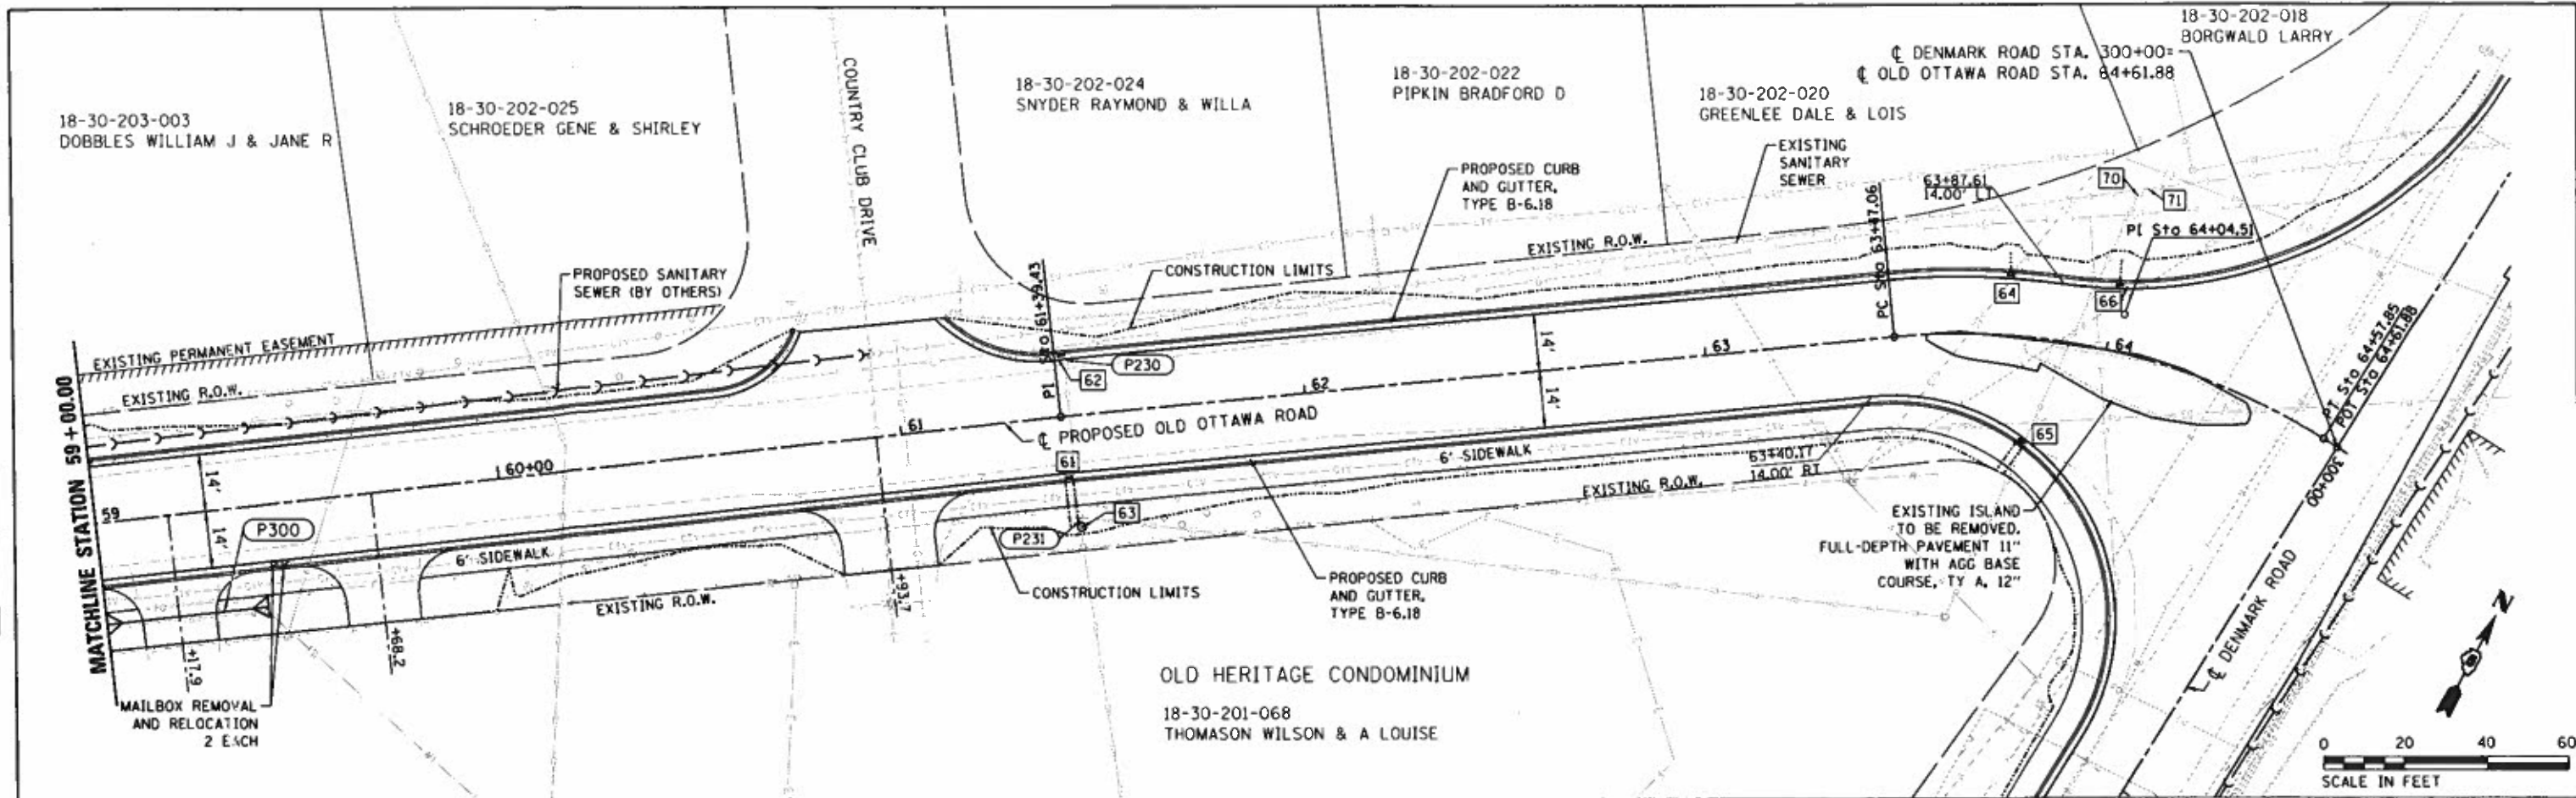 18-30-203-003
DOBBLES WILLIAM J & JANE R
18-30-202-025
SCHROEDER GENE & SHIRLEY
COUNTRY CLUB DRIVE
18-30-202-024
SNYDER RAYMOND & WILLA
18-30-202-022
PIPKIN BRADFORD D
18-30-202-020
GREENLEE DALE & LOIS
18-30-202-018
BORGWALD LARRY
℄ DENMARK ROAD STA. 300+00=
℄ OLD OTTAWA ROAD STA. 64+61.88
EXISTING
SANITARY
SEWER
PROPOSED CURB
AND GUTTER,
TYPE B-6.18
63+87.61
14.00' LT
70
71
PI Sta 64+04.51
PC Sta 63+47.06
EXISTING R.O.W.
CONSTRUCTION LIMITS
PROPOSED SANITARY
SEWER (BY OTHERS)
PI Sta 61+39.43
64
66
EXISTING PERMANENT EASEMENT
EXISTING R.O.W.
P230
62
14'
14'
63
64
62
61
℄ PROPOSED OLD OTTAWA ROAD
PT Sta 64+57.85
POT Sta 64+61.88
MATCHLINE STATION 59+00.00
14'
14'
60+00
59
61
6' SIDEWALK
63+40.17
14.00' RT
65
300+00
EXISTING R.O.W.
P300
63
P231
6' SIDEWALK
EXISTING ISLAND
TO BE REMOVED.
FULL-DEPTH PAVEMENT 11"
WITH AGG BASE
COURSE, TY A, 12"
EXISTING R.O.W.
+93.7
CONSTRUCTION LIMITS
PROPOSED CURB
AND GUTTER,
TYPE B-6.18
+17.9
+68.2
℄ DENMARK ROAD
N
MAILBOX REMOVAL
AND RELOCATION
2 EACH
OLD HERITAGE CONDOMINIUM
18-30-201-068
THOMASON WILSON & A LOUISE
0 20 40 60
SCALE IN FEET